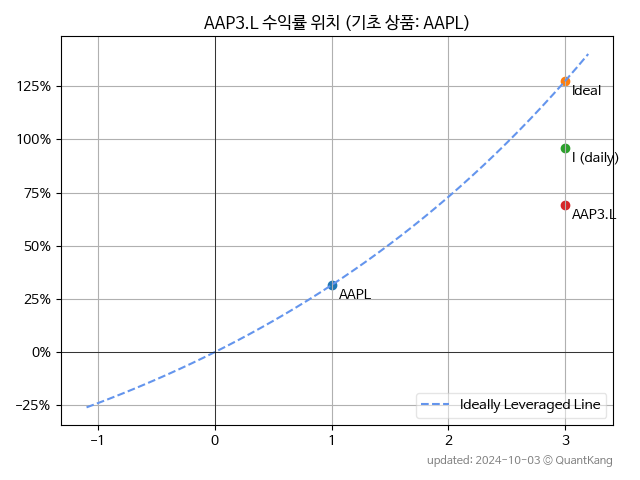 AAP3.L 수익률 위치 (기초 상품: AAPL)
125%
100%
75%
50%
25%
0%
−25%
Ideal
I (daily)
AAP3.L
AAPL
Ideally Leveraged Line
−1
0
1
2
3
updated: 2024-10-03 © QuantKang